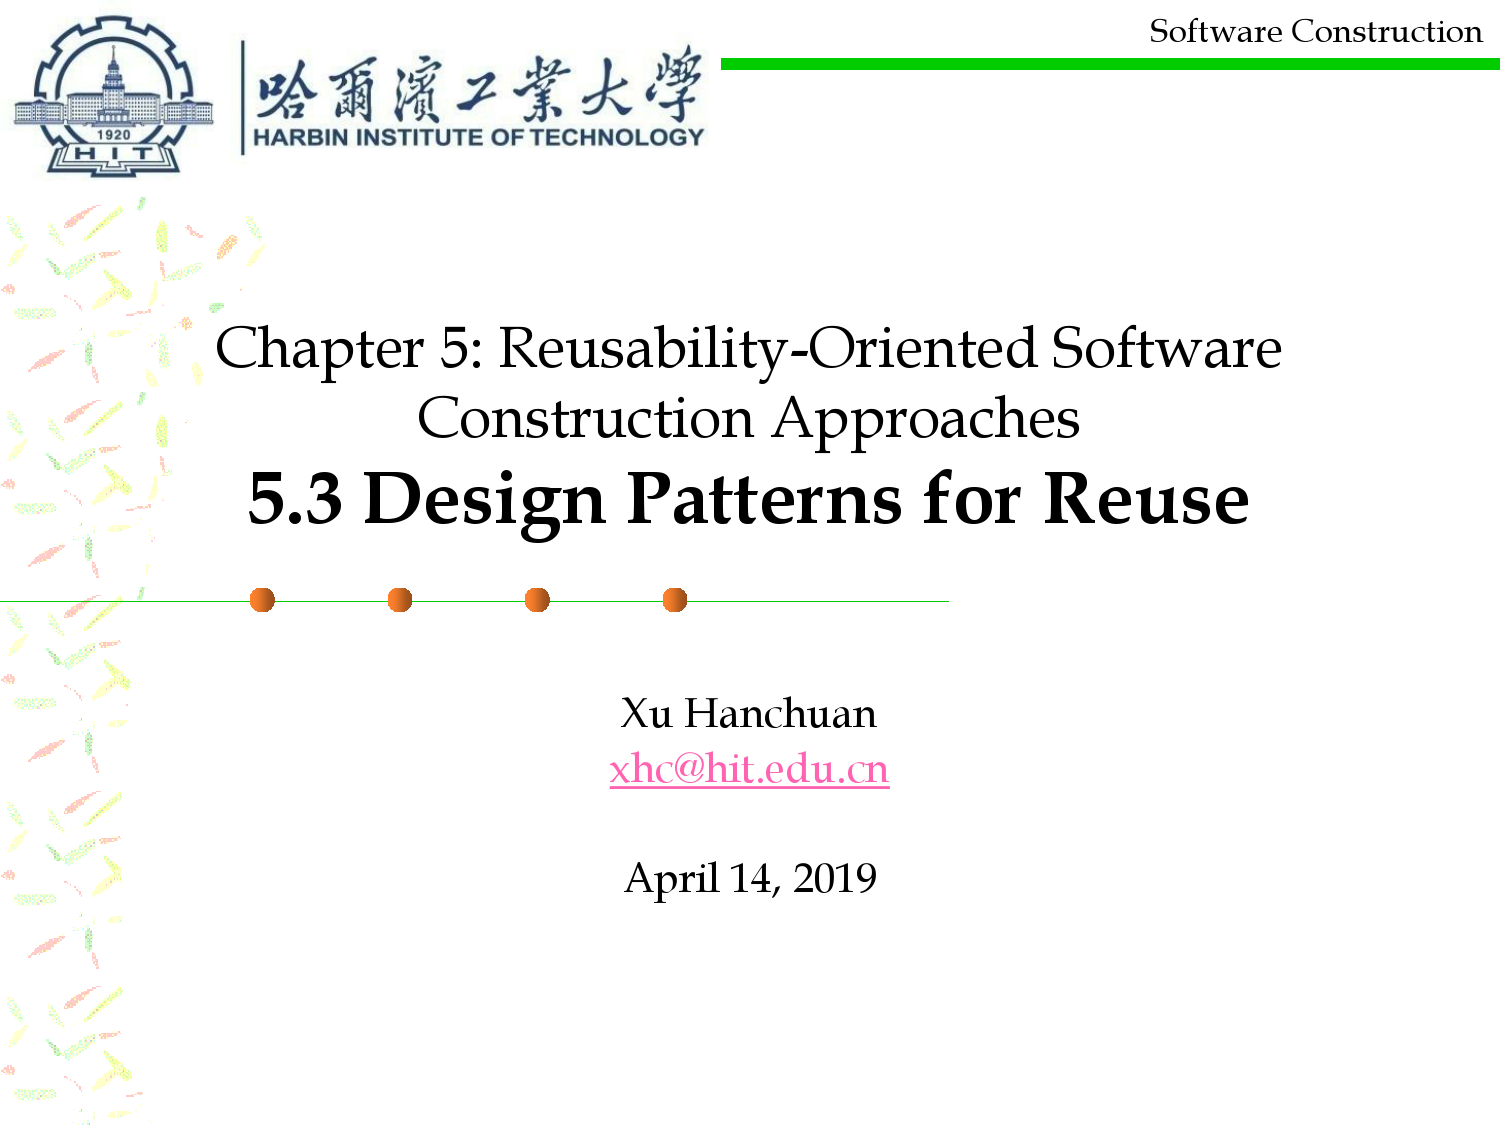 Software Construction
哈爾濱工業大學
HARBIN INSTITUTE OF TECHNOLOGY
1920
HIT
Chapter 5: Reusability-Oriented Software
Construction Approaches
5.3 Design Patterns for Reuse
Xu Hanchuan
xhc@hit.edu.cn
April 14, 2019